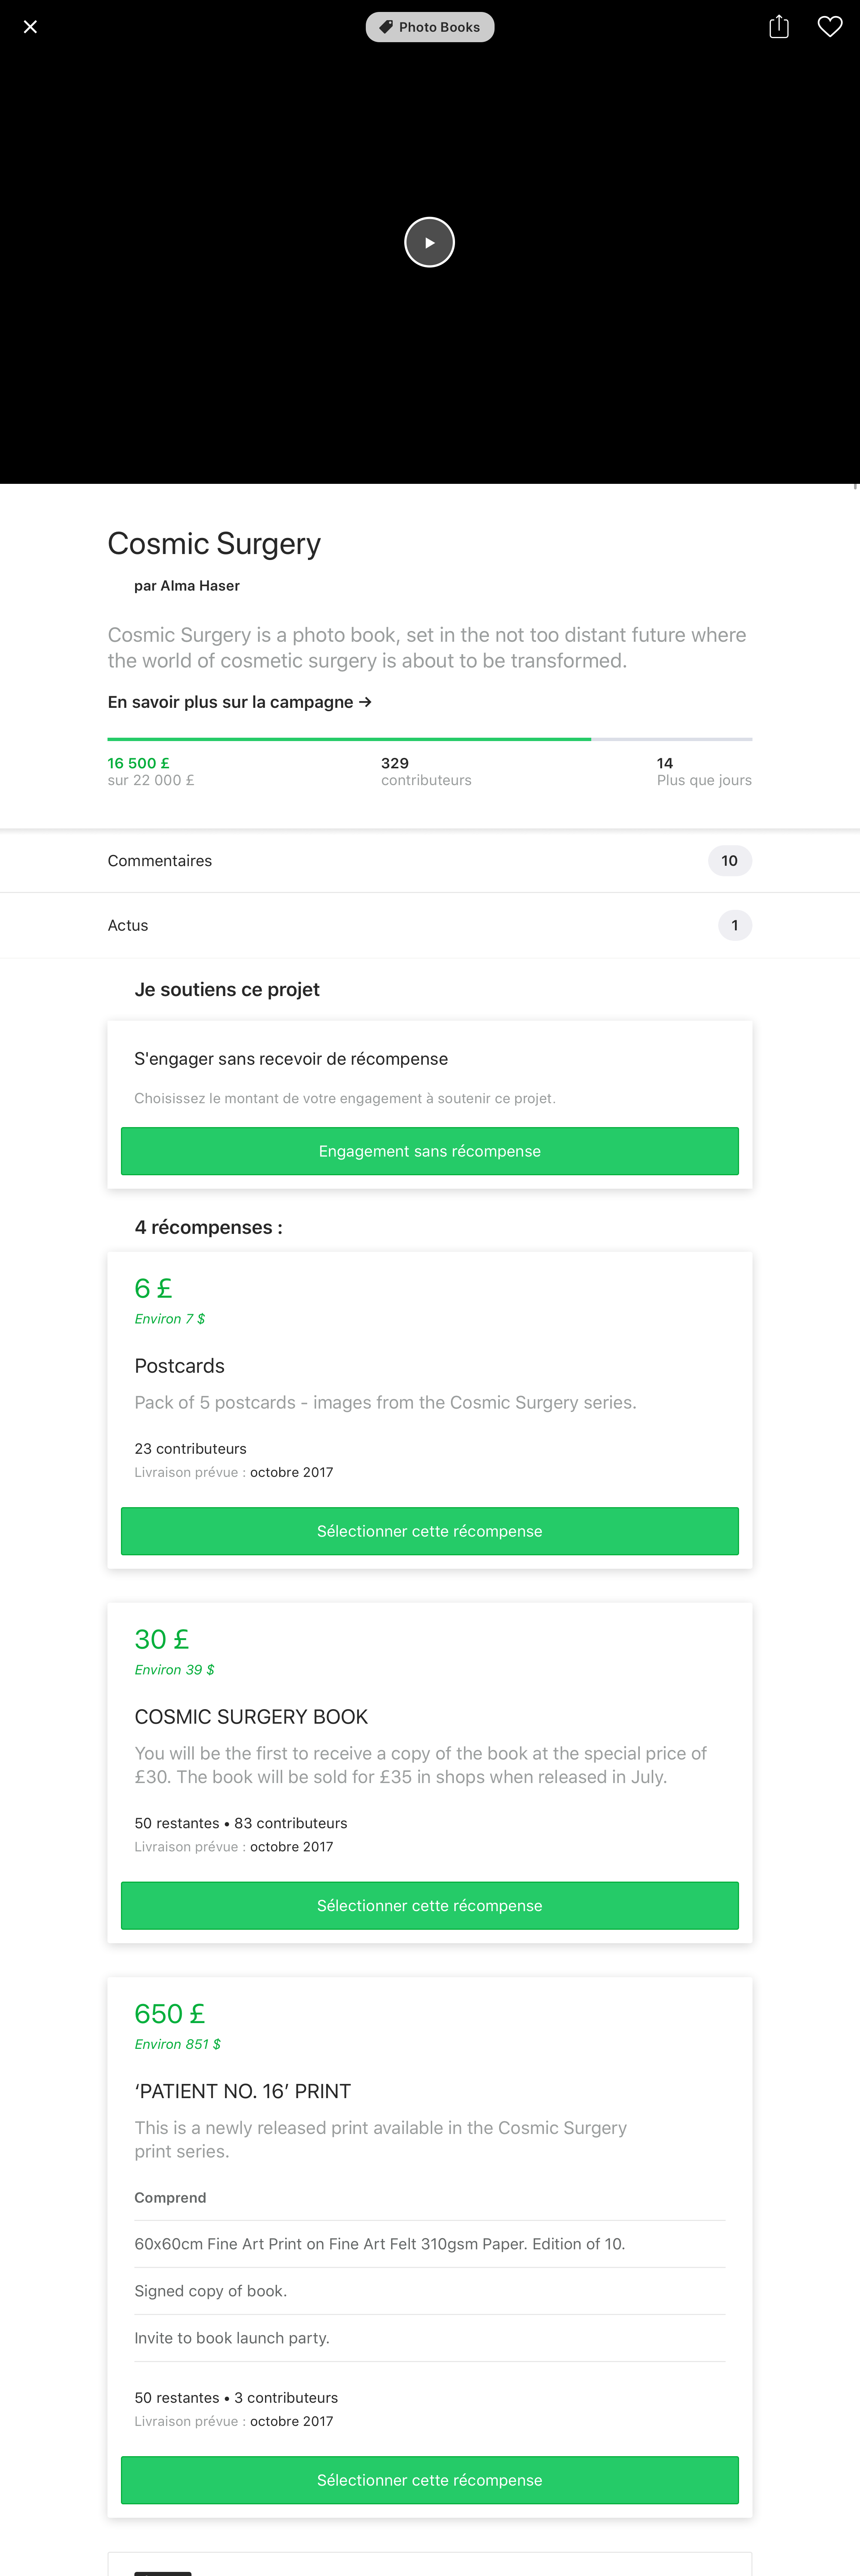 Photo Books
Cosmic Surgery
par Alma Haser
Cosmic Surgery is a photo book, set in the not too distant future where
the world of cosmetic surgery is about to be transformed.
En savoir plus sur la campagne →
16 500 £
sur 22 000 £
329
contributeurs
14
Plus que jours
Commentaires
10
Actus
1
Je soutiens ce projet
S'engager sans recevoir de récompense
Choisissez le montant de votre engagement à soutenir ce projet.
Engagement sans récompense
4 récompenses :
6 £
Environ 7 $
Postcards
Pack of 5 postcards - images from the Cosmic Surgery series.
23 contributeurs
Livraison prévue : octobre 2017
Sélectionner cette récompense
30 £
Environ 39 $
COSMIC SURGERY BOOK
You will be the first to receive a copy of the book at the special price of
£30. The book will be sold for £35 in shops when released in July.
50 restantes • 83 contributeurs
Livraison prévue : octobre 2017
Sélectionner cette récompense
650 £
Environ 851 $
‘PATIENT NO. 16’ PRINT
This is a newly released print available in the Cosmic Surgery
print series.
Comprend
60x60cm Fine Art Print on Fine Art Felt 310gsm Paper. Edition of 10.
Signed copy of book.
Invite to book launch party.
50 restantes • 3 contributeurs
Livraison prévue : octobre 2017
Sélectionner cette récompense